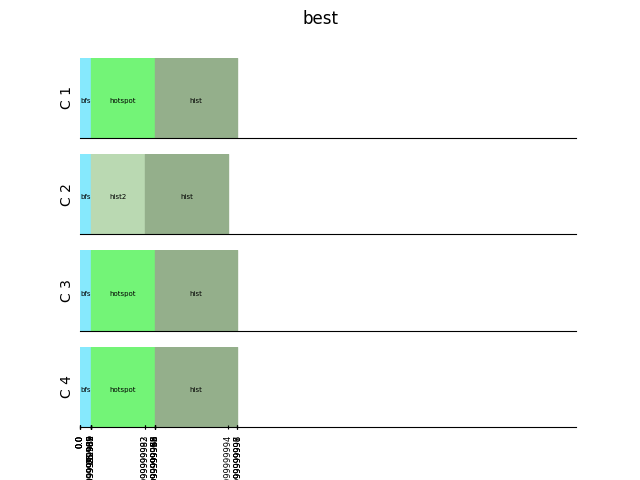 best
C 1
bfs hotspot hist
C 2
bfs hist2 hist
C 3
bfs hotspot hist
C 4
bfs hotspot hist
0.0